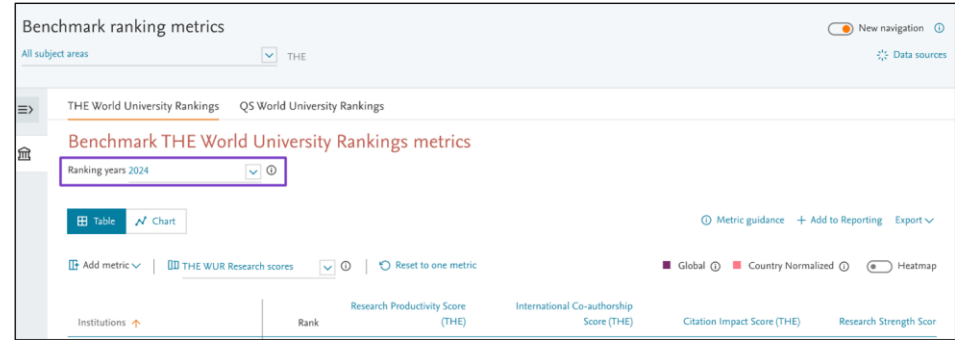 Benchmark ranking metrics
New navigation
All subject areas
THE
Data sources
THE World University Rankings
QS World University Rankings
Benchmark THE World University Rankings metrics
Ranking years 2024
Table
Chart
Metric guidance
+ Add to Reporting
Export
Add metric
THE WUR Research scores
Reset to one metric
Global
Country Normalized
Heatmap
Institutions
Rank
Research Productivity Score
(THE)
International Co-authorship
Score (THE)
Citation Impact Score (THE)
Research Strength Scor